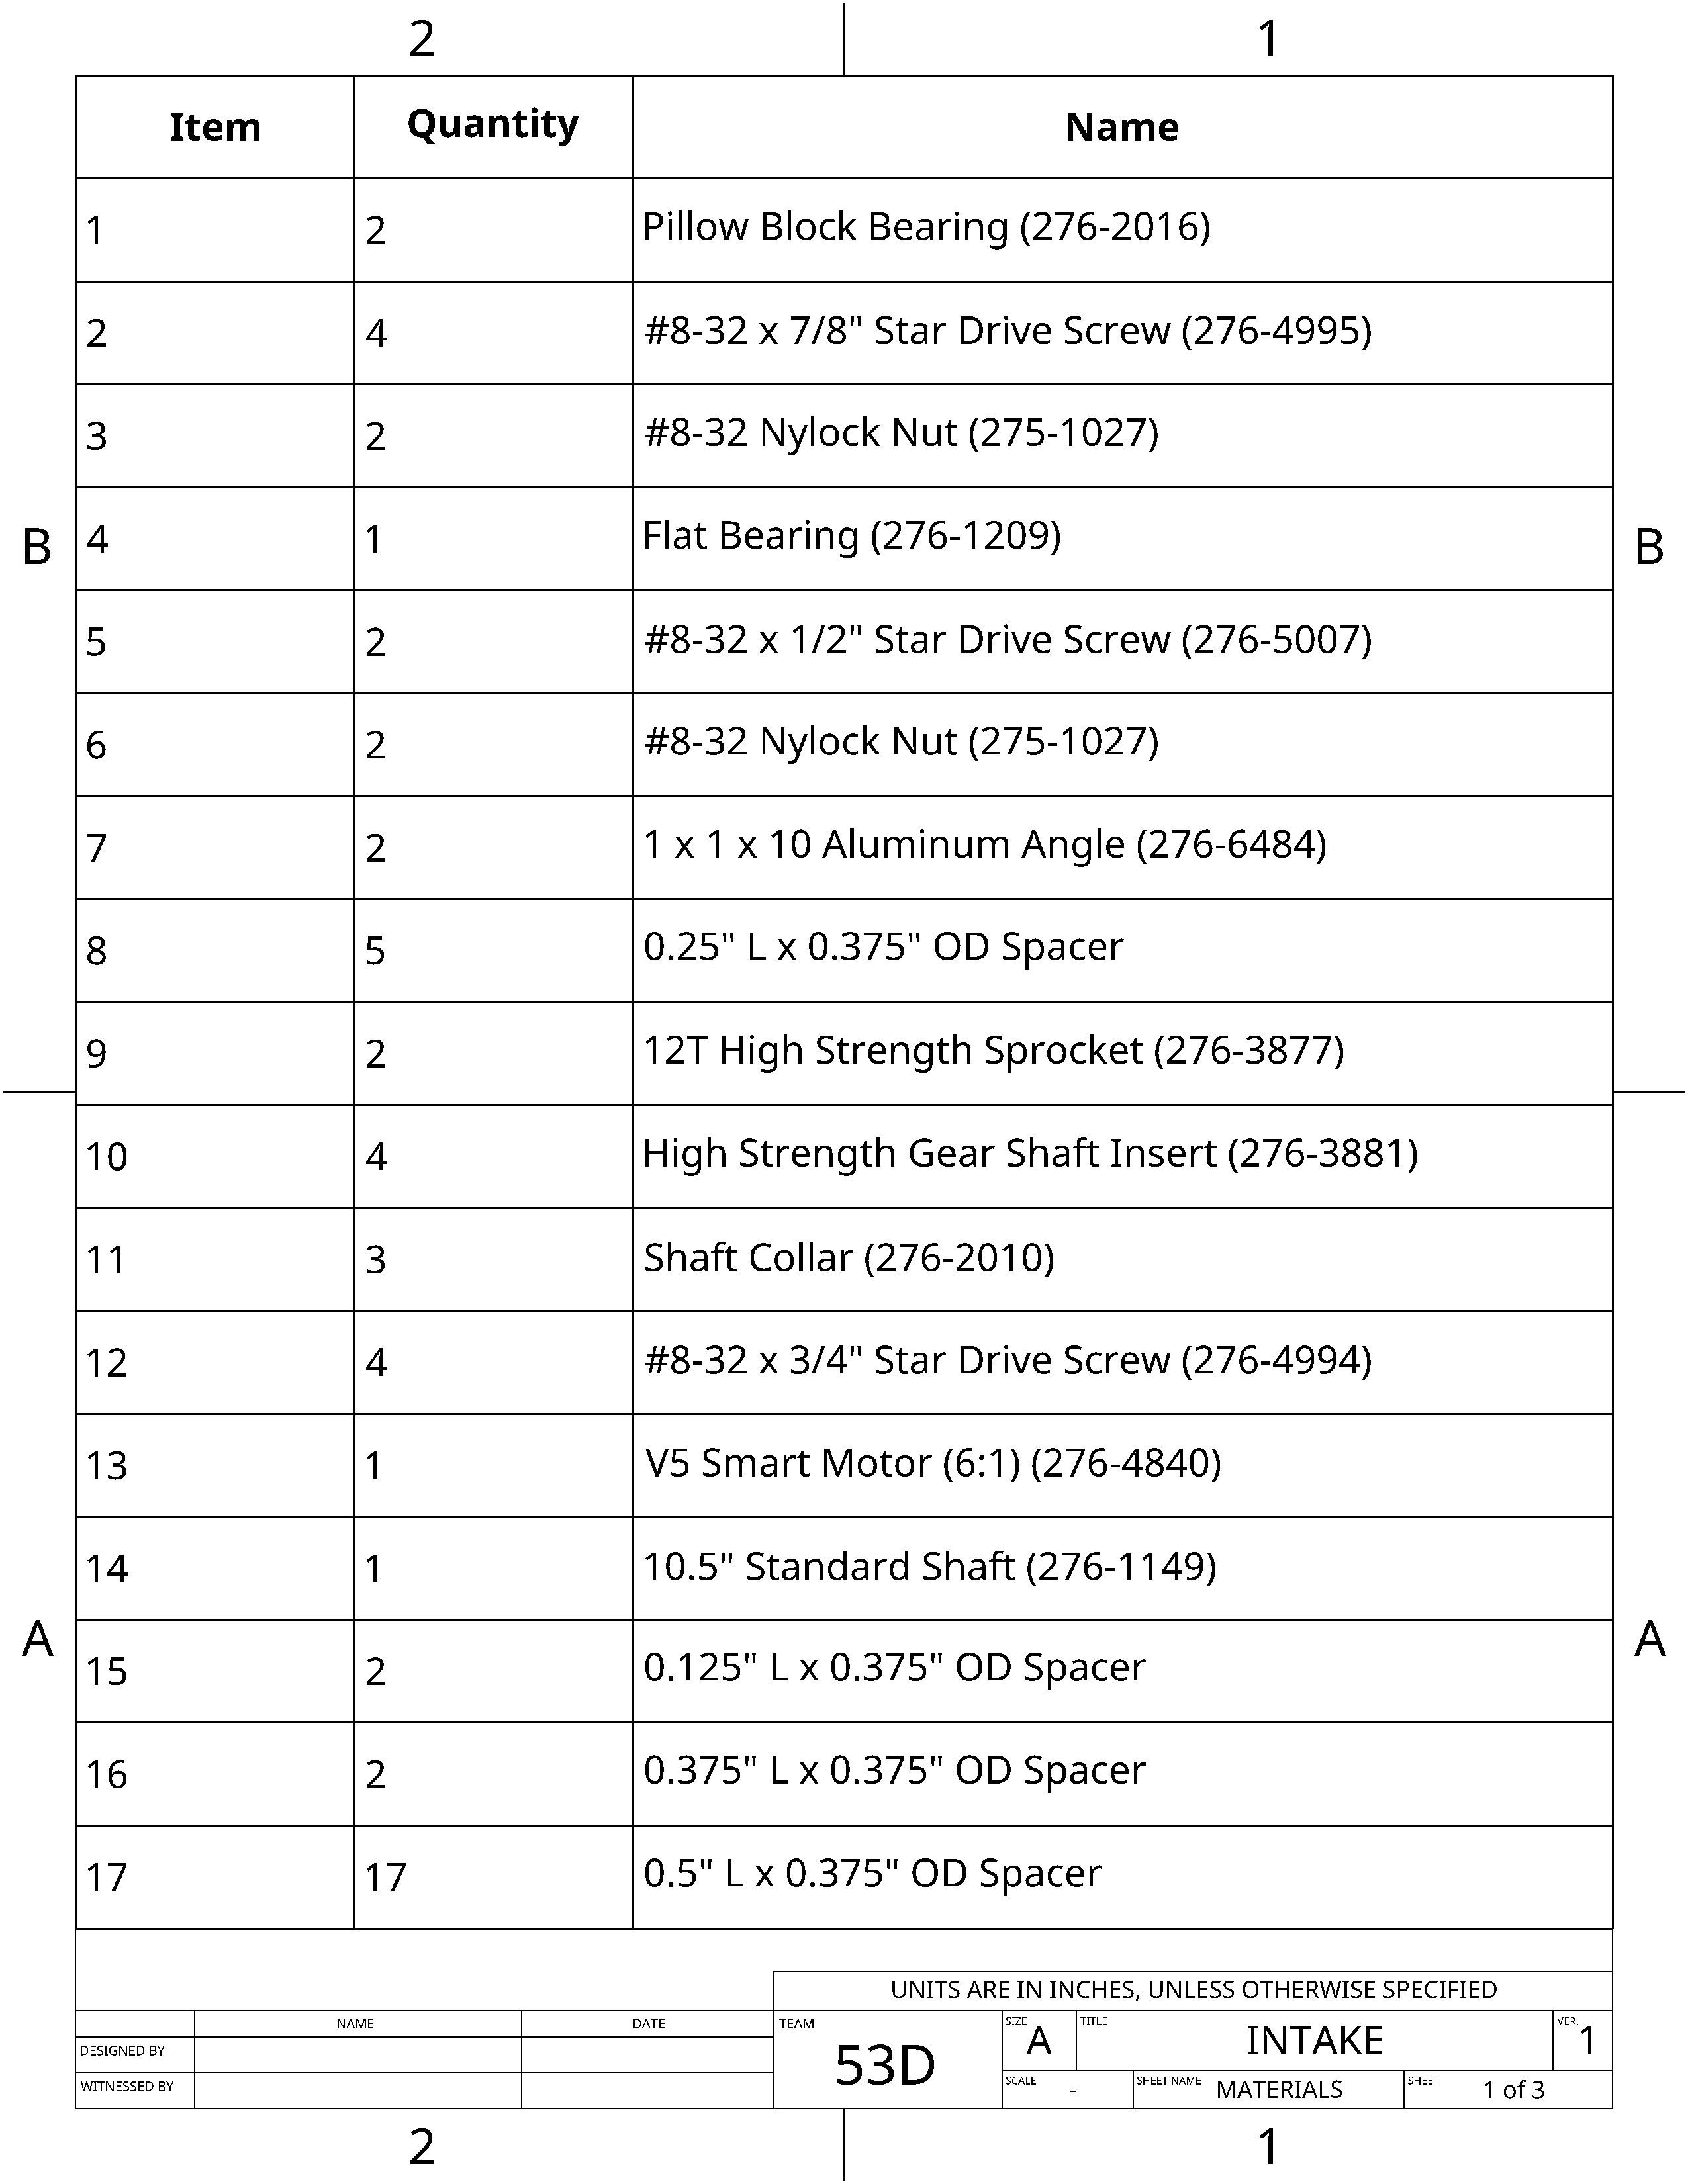 2 1
Item Quantity Name
1 2 Pillow Block Bearing (276-2016)
2 4 #8-32 x 7/8" Star Drive Screw (276-4995)
3 2 #8-32 Nylock Nut (275-1027)
4 1 Flat Bearing (276-1209)
B B
5 2 #8-32 x 1/2" Star Drive Screw (276-5007)
6 2 #8-32 Nylock Nut (275-1027)
7 2 1 x 1 x 10 Aluminum Angle (276-6484)
8 5 0.25" L x 0.375" OD Spacer
9 2 12T High Strength Sprocket (276-3877)
10 4 High Strength Gear Shaft Insert (276-3881)
11 3 Shaft Collar (276-2010)
12 4 #8-32 x 3/4" Star Drive Screw (276-4994)
13 1 V5 Smart Motor (6:1) (276-4840)
14 1 10.5" Standard Shaft (276-1149)
A A
15 2 0.125" L x 0.375" OD Spacer
16 2 0.375" L x 0.375" OD Spacer
17 17 0.5" L x 0.375" OD Spacer
UNITS ARE IN INCHES, UNLESS OTHERWISE SPECIFIED
NAME DATE TEAM 53D SIZE A TITLE INTAKE VER. 1
DESIGNED BY
WITNESSED BY
SCALE - SHEET NAME MATERIALS SHEET 1 of 3
2 1